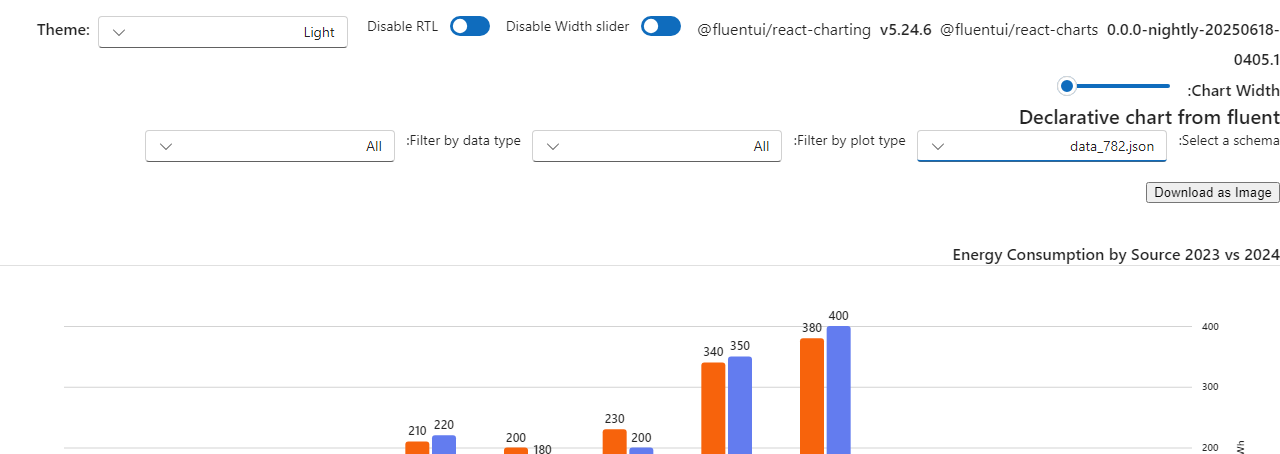 Theme: Light Disable RTL Disable Width slider @fluentui/react-charting v5.24.6 @fluentui/react-charts 0.0.0-nightly-20250618-
0405.1
:Chart Width
Declarative chart from fluent
All :Filter by data type All :Filter by plot type data_782.json :Select a schema
Download as Image
Energy Consumption by Source 2023 vs 2024
400
380
400
350
340
300
230
220
210
200
200
180
200